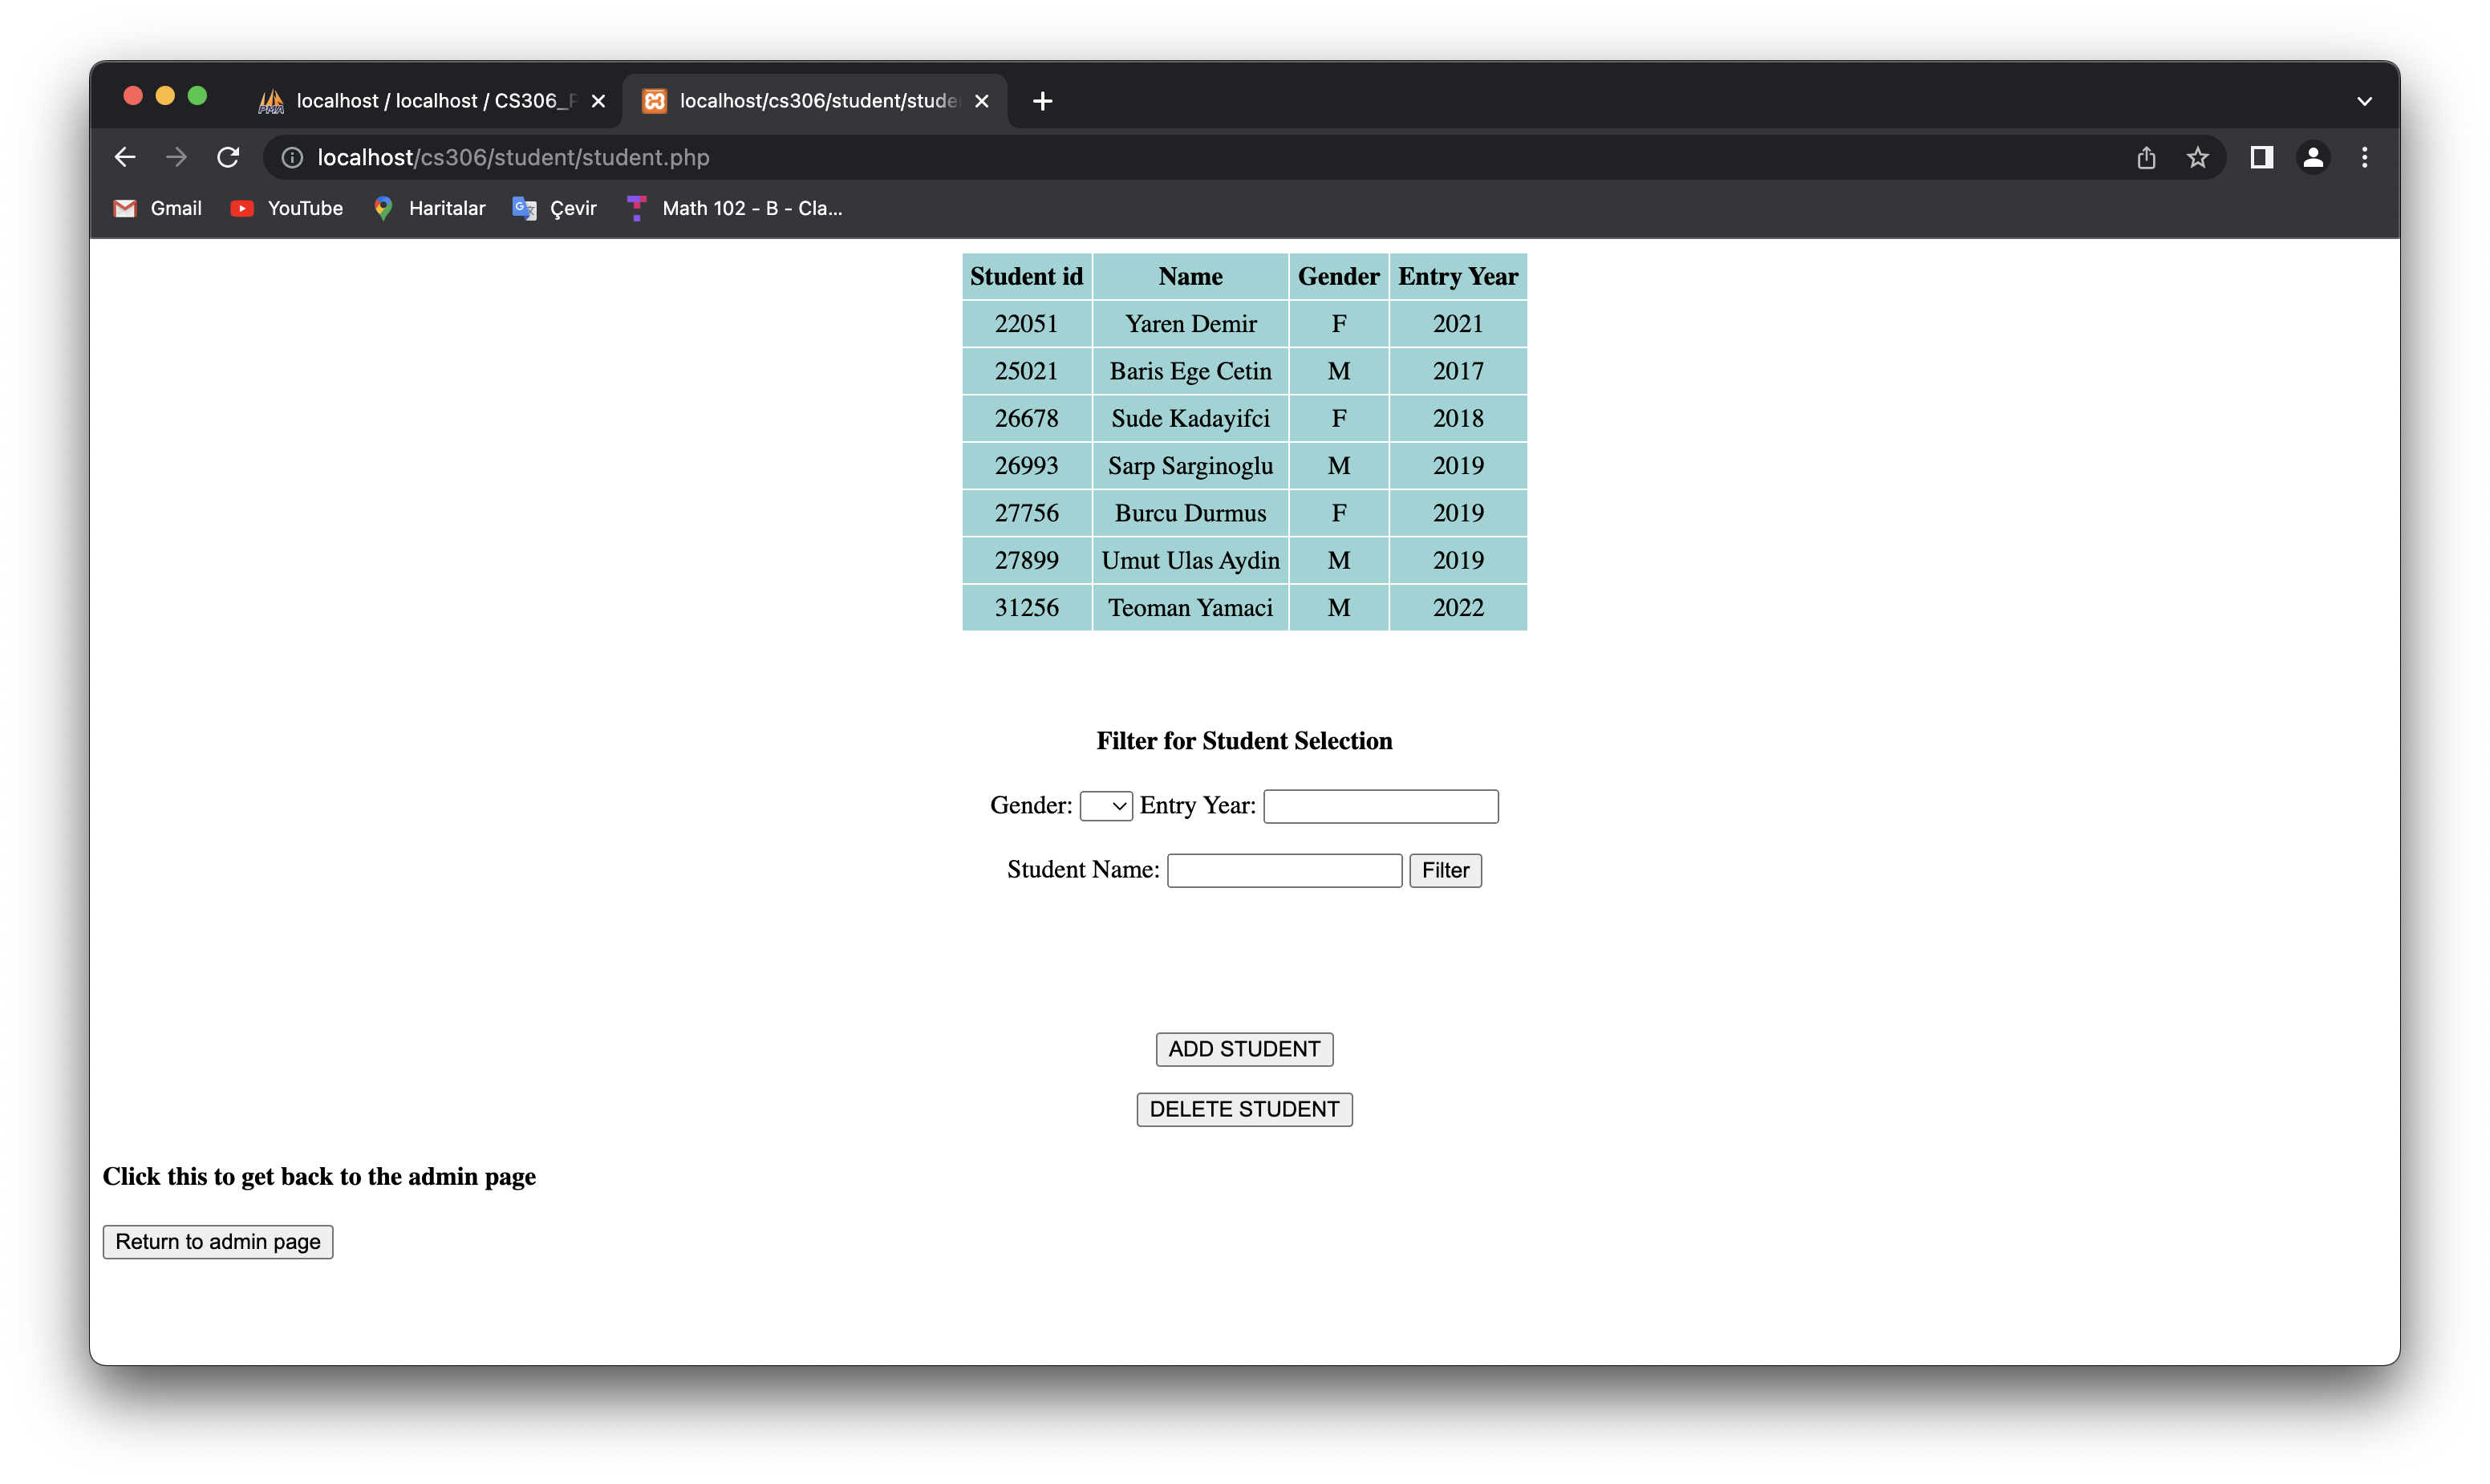 localhost / localhost / CS306_P
localhost/cs306/student/stude
localhost/cs306/student/student.php
Gmail YouTube Haritalar Çevir Math 102 - B - Cla...
Student id Name Gender Entry Year
22051 Yaren Demir F 2021
25021 Baris Ege Cetin M 2017
26678 Sude Kadayifci F 2018
26993 Sarp Sarginoglu M 2019
27756 Burcu Durmus F 2019
27899 Umut Ulas Aydin M 2019
31256 Teoman Yamaci M 2022
Filter for Student Selection
Gender: Entry Year:
Student Name: Filter
ADD STUDENT
DELETE STUDENT
Click this to get back to the admin page
Return to admin page